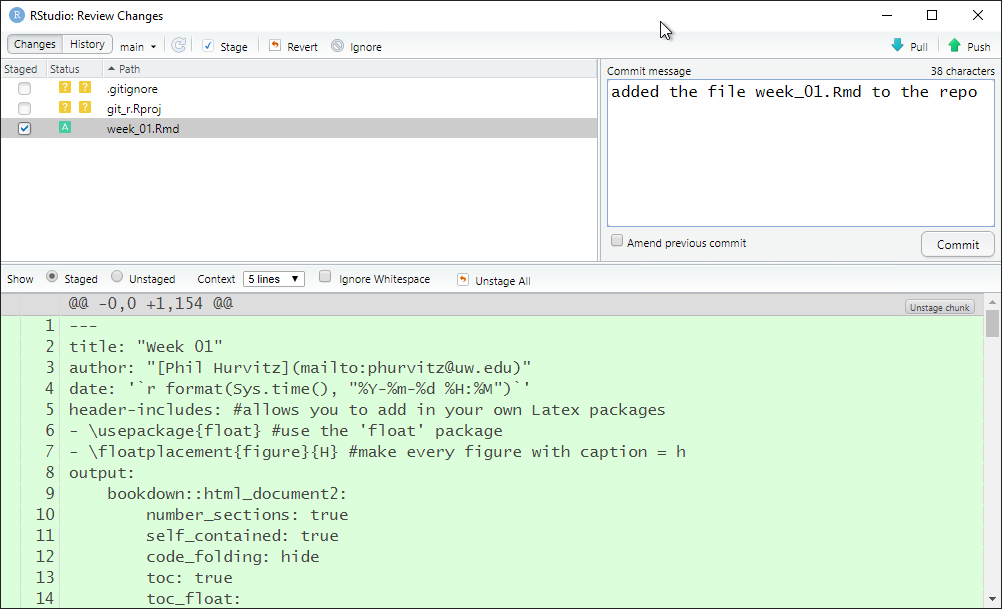 R RStudio: Review Changes
Changes History main Stage Revert Ignore Pull Push
Staged Status Path
? ? .gitignore
? ? git_r.Rproj
A week_01.Rmd
Commit message 38 characters
added the file week_01.Rmd to the repo
Amend previous commit Commit
Show Staged Unstaged Context 5 lines Ignore Whitespace Unstage All
@@ -0,0 +1,154 @@ Unstage chunk
1 ---
2 title: "Week 01"
3 author: "[Phil Hurvitz](mailto:phurvitz@uw.edu)"
4 date: '`r format(Sys.time(), "%Y-%m-%d %H:%M")`'
5 header-includes: #allows you to add in your own Latex packages
6 - \usepackage{float} #use the 'float' package
7 - \floatplacement{figure}{H} #make every figure with caption = h
8 output:
9 bookdown::html_document2:
10 number_sections: true
11 self_contained: true
12 code_folding: hide
13 toc: true
14 toc_float: